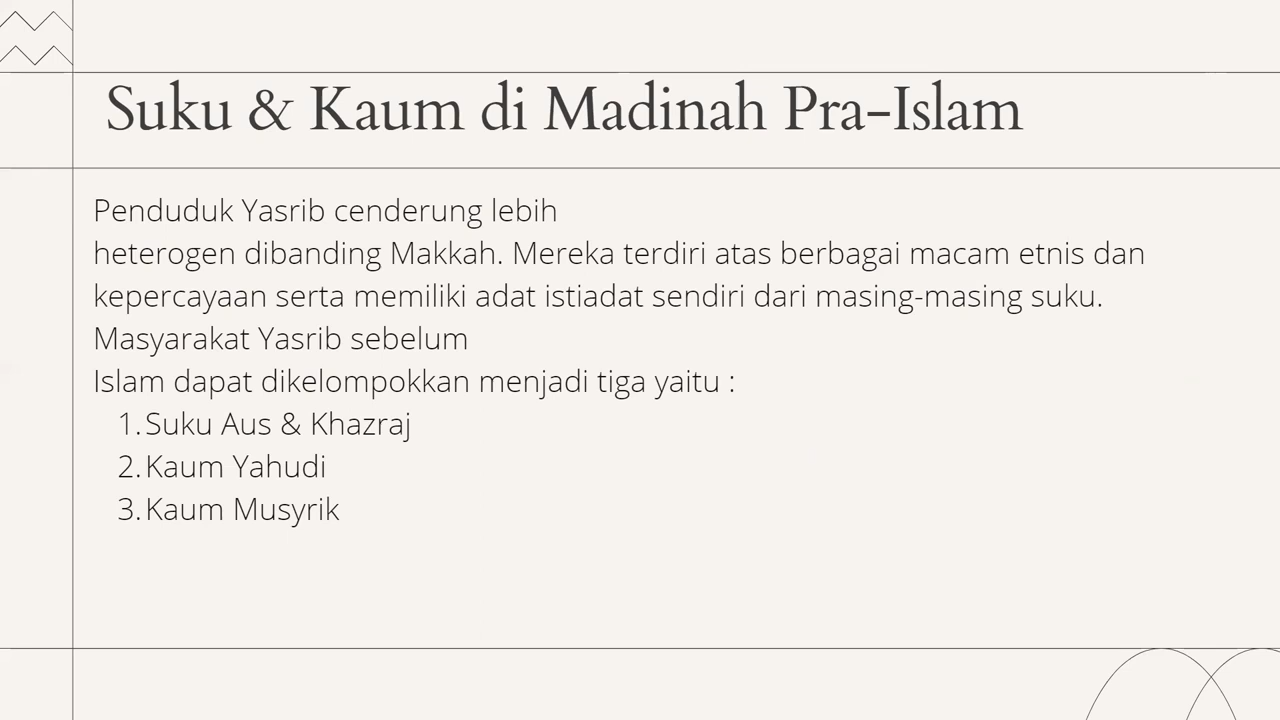 Suku & Kaum di Madinah Pra-Islam
Penduduk Yasrib cenderung lebih
heterogen dibanding Makkah. Mereka terdiri atas berbagai macam etnis dan
kepercayaan serta memiliki adat istiadat sendiri dari masing-masing suku.
Masyarakat Yasrib sebelum
Islam dapat dikelompokkan menjadi tiga yaitu :
1. Suku Aus & Khazraj
2. Kaum Yahudi
3. Kaum Musyrik